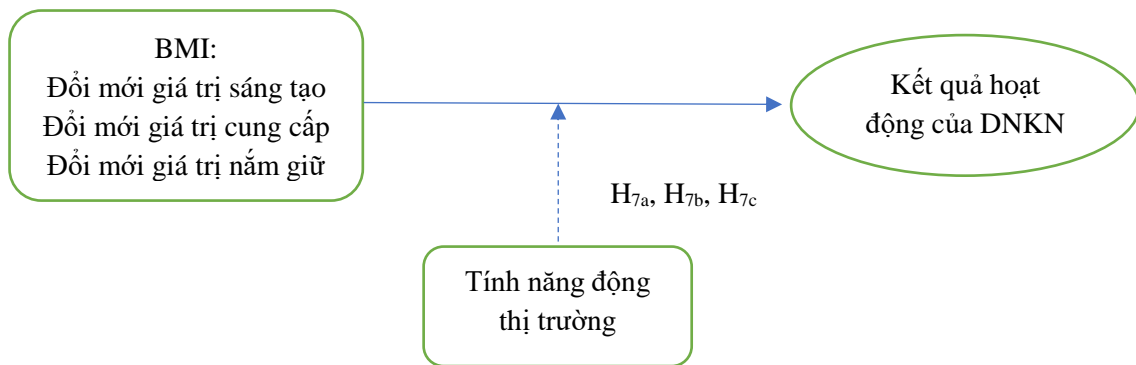 BMI:
Đổi mới giá trị sáng tạo
Đổi mới giá trị cung cấp
Đổi mới giá trị nắm giữ
Kết quả hoạt
động của DNKN
H7a, H7b, H7c
Tính năng động
thị trường